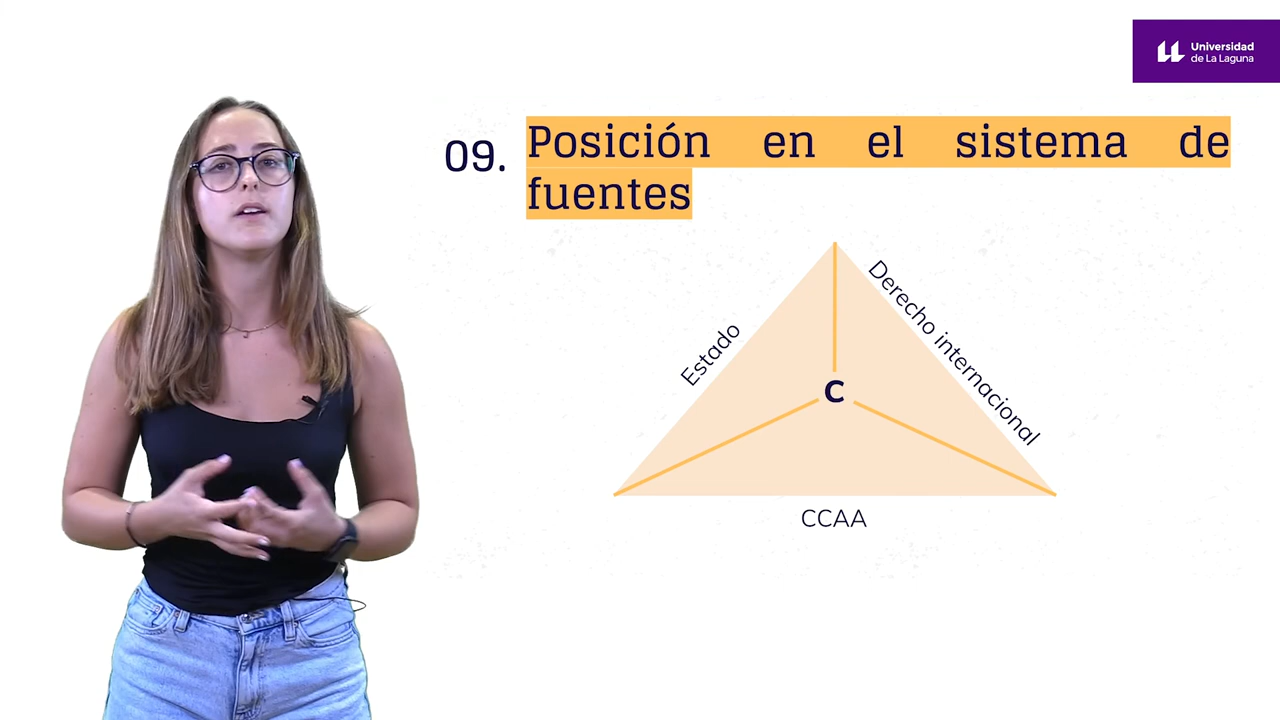 Universidad
de La Laguna
09.
Posición en el sistema de
fuentes
Estado
Derecho internacional
C
CCAA